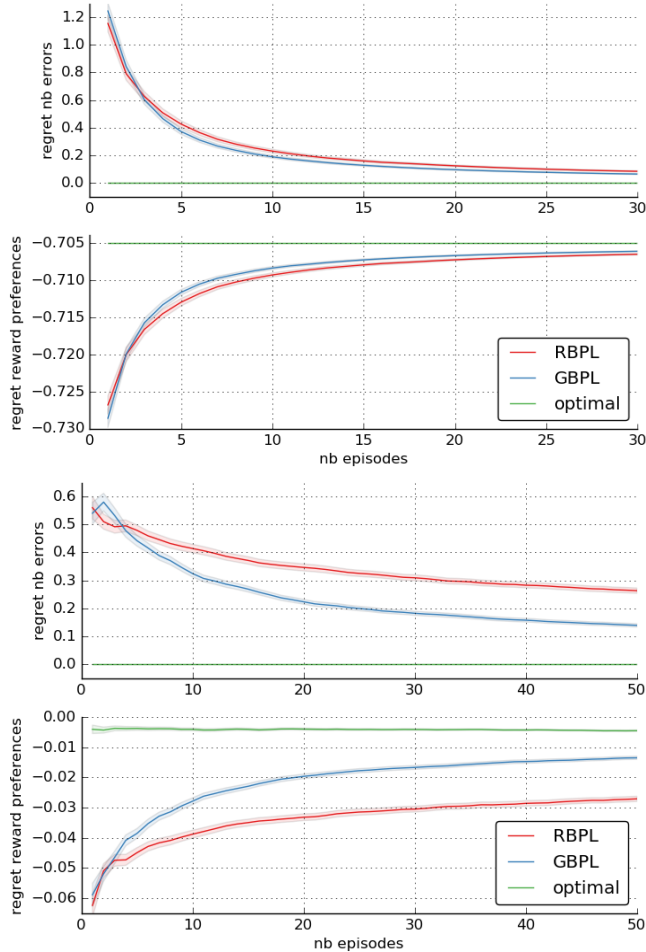 1.2
1.0
0.8
0.6
0.4
0.2
0.0
regret nb errors
0 5 10 15 20 25 30
−0.705
−0.710
−0.715
−0.720
−0.725
−0.730
regret reward preferences
RBPL
GBPL
optimal
0 5 10 15 20 25 30
nb episodes
0.6
0.5
0.4
0.3
0.2
0.1
0.0
regret nb errors
0 10 20 30 40 50
0.00
−0.01
−0.02
−0.03
−0.04
−0.05
−0.06
regret reward preferences
RBPL
GBPL
optimal
0 10 20 30 40 50
nb episodes